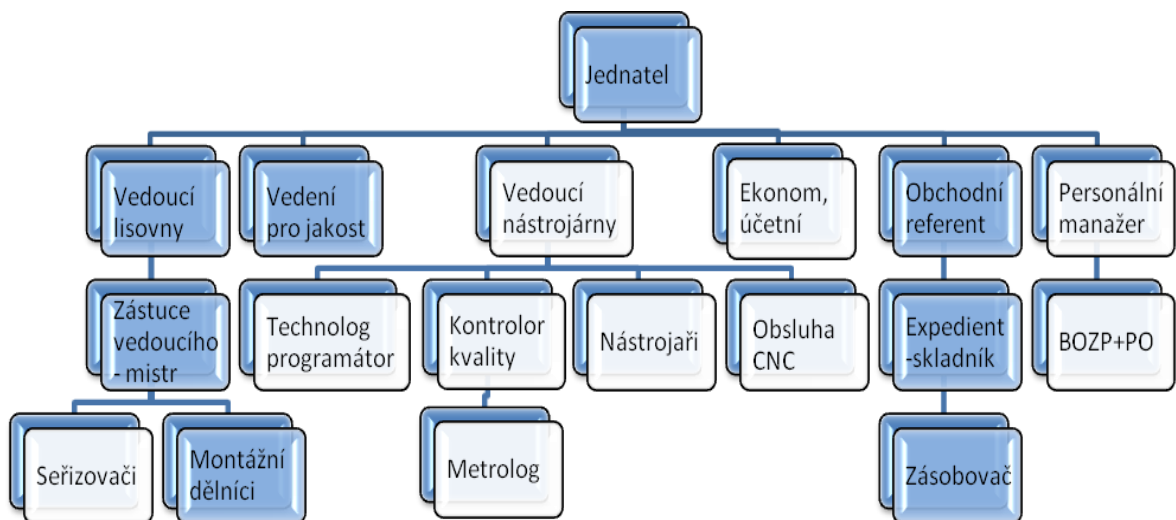 Jednatel
Vedoucí
lisovny
Vedení
pro jakost
Vedoucí
nástrojárny
Ekonom,
účetní
Obchodní
referent
Personální
manažer
Zástuce
vedoucího
- mistr
Technolog
programátor
Kontrolor
kvality
Nástrojaři
Obsluha
CNC
Expedient
-skladník
BOZP+PO
Seřizovači
Montážní
dělníci
Metrolog
Zásobovač